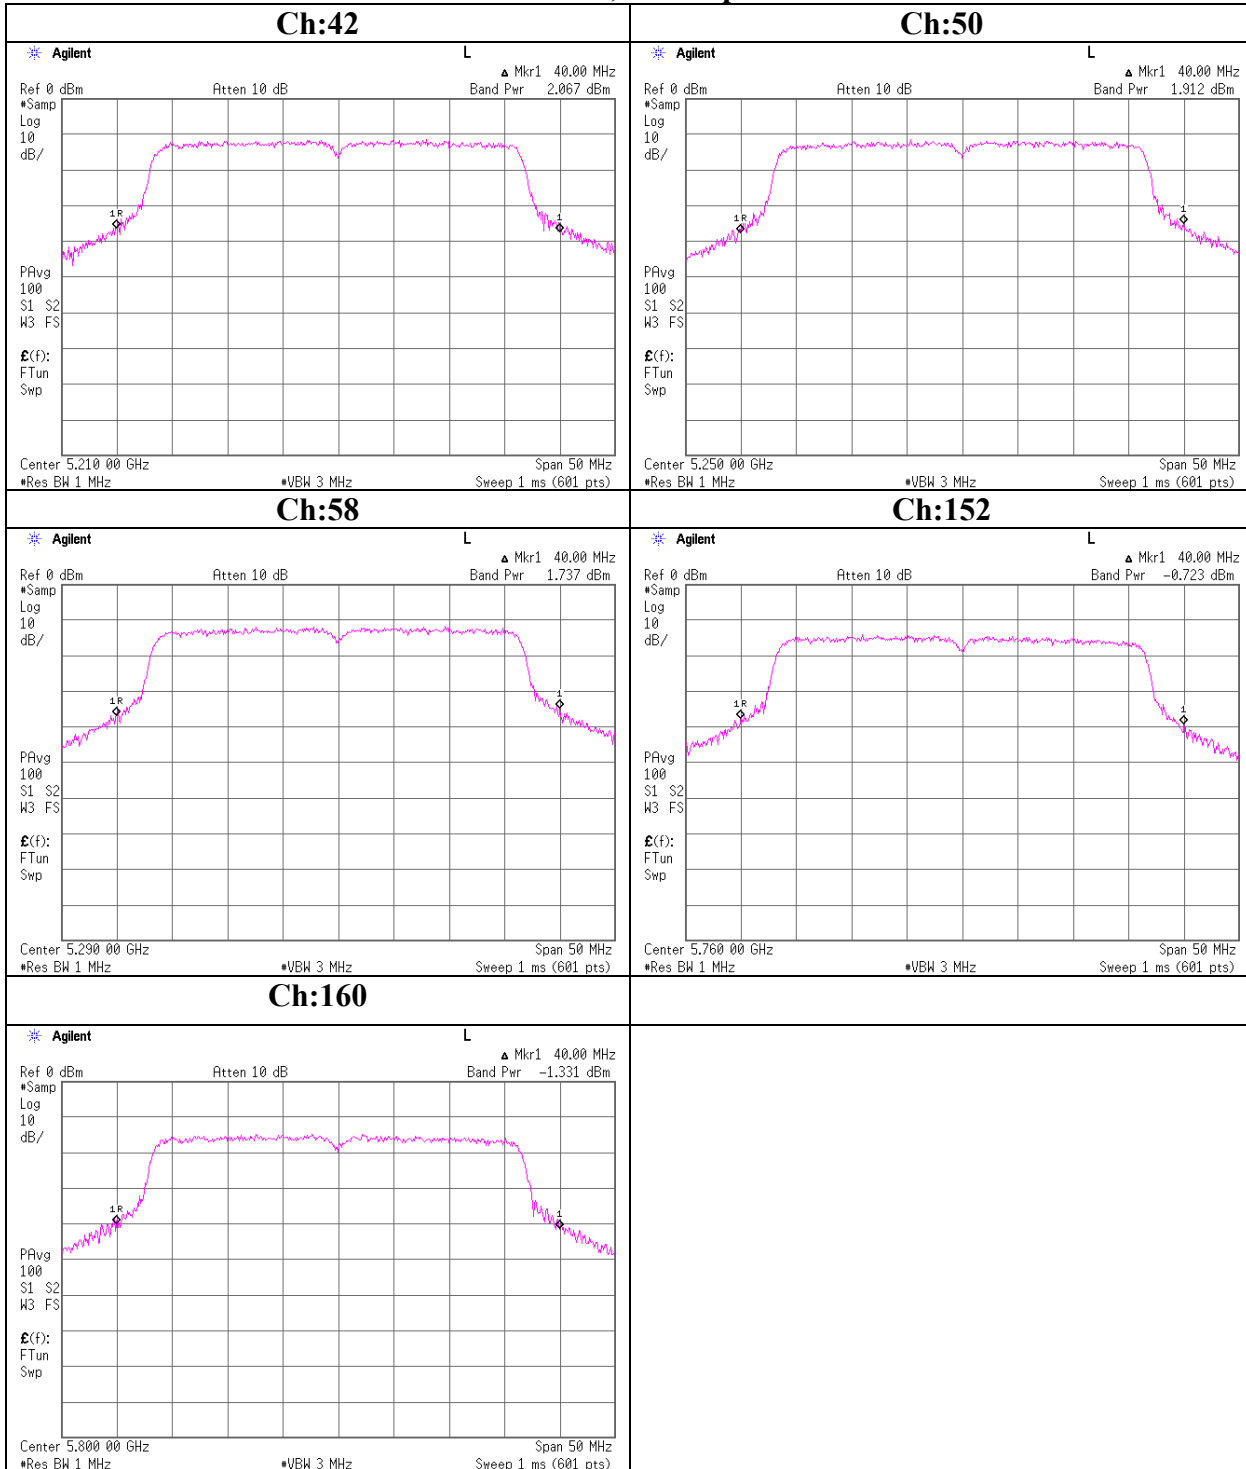 Ch:42
Agilent
L
Δ Mkr1 40.00 MHz
Ref 0 dBm Atten 10 dB Band Pwr 2.067 dBm
#Samp
Log
10
dB/
1R
1
PAvg
100
S1 S2
W3 FS
£(f):
FTun
Swp
Center 5.210 00 GHz Span 50 MHz
#Res BW 1 MHz #VBW 3 MHz Sweep 1 ms (601 pts)
Ch:50
Agilent
L
Δ Mkr1 40.00 MHz
Ref 0 dBm Atten 10 dB Band Pwr 1.912 dBm
#Samp
Log
10
dB/
1R
1
PAvg
100
S1 S2
W3 FS
£(f):
FTun
Swp
Center 5.250 00 GHz Span 50 MHz
#Res BW 1 MHz #VBW 3 MHz Sweep 1 ms (601 pts)
Ch:58
Agilent
L
Δ Mkr1 40.00 MHz
Ref 0 dBm Atten 10 dB Band Pwr 1.737 dBm
#Samp
Log
10
dB/
1R
1
PAvg
100
S1 S2
W3 FS
£(f):
FTun
Swp
Center 5.290 00 GHz Span 50 MHz
#Res BW 1 MHz #VBW 3 MHz Sweep 1 ms (601 pts)
Ch:152
Agilent
L
Δ Mkr1 40.00 MHz
Ref 0 dBm Atten 10 dB Band Pwr -0.723 dBm
#Samp
Log
10
dB/
1R
1
PAvg
100
S1 S2
W3 FS
£(f):
FTun
Swp
Center 5.760 00 GHz Span 50 MHz
#Res BW 1 MHz #VBW 3 MHz Sweep 1 ms (601 pts)
Ch:160
Agilent
L
Δ Mkr1 40.00 MHz
Ref 0 dBm Atten 10 dB Band Pwr -1.331 dBm
#Samp
Log
10
dB/
1R
1
PAvg
100
S1 S2
W3 FS
£(f):
FTun
Swp
Center 5.800 00 GHz Span 50 MHz
#Res BW 1 MHz #VBW 3 MHz Sweep 1 ms (601 pts)